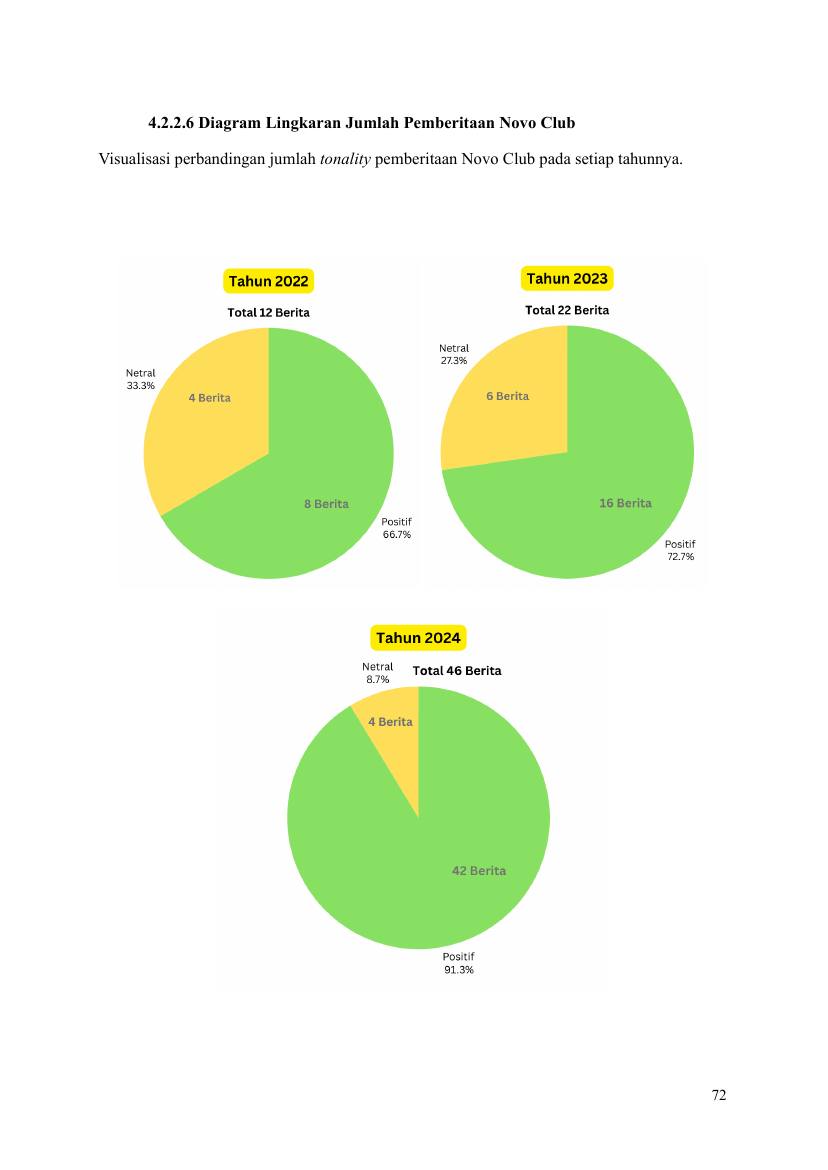 4.2.2.6 Diagram Lingkaran Jumlah Pemberitaan Novo Club
Visualisasi perbandingan jumlah tonality pemberitaan Novo Club pada setiap tahunnya.
Tahun 2022
Total 12 Berita
Netral
33.3%
4 Berita
8 Berita
Positif
66.7%
Tahun 2023
Total 22 Berita
Netral
27.3%
6 Berita
16 Berita
Positif
72.7%
Tahun 2024
Netral
8.7%
Total 46 Berita
4 Berita
42 Berita
Positif
91.3%
72